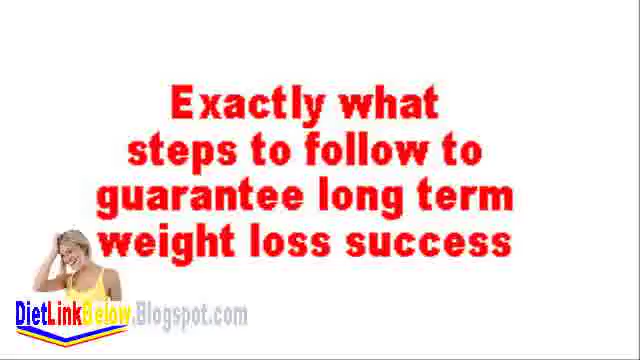 Exactly what
steps to follow to
guarantee long term
weight loss success
DietLinkBelow.Blogspot.com